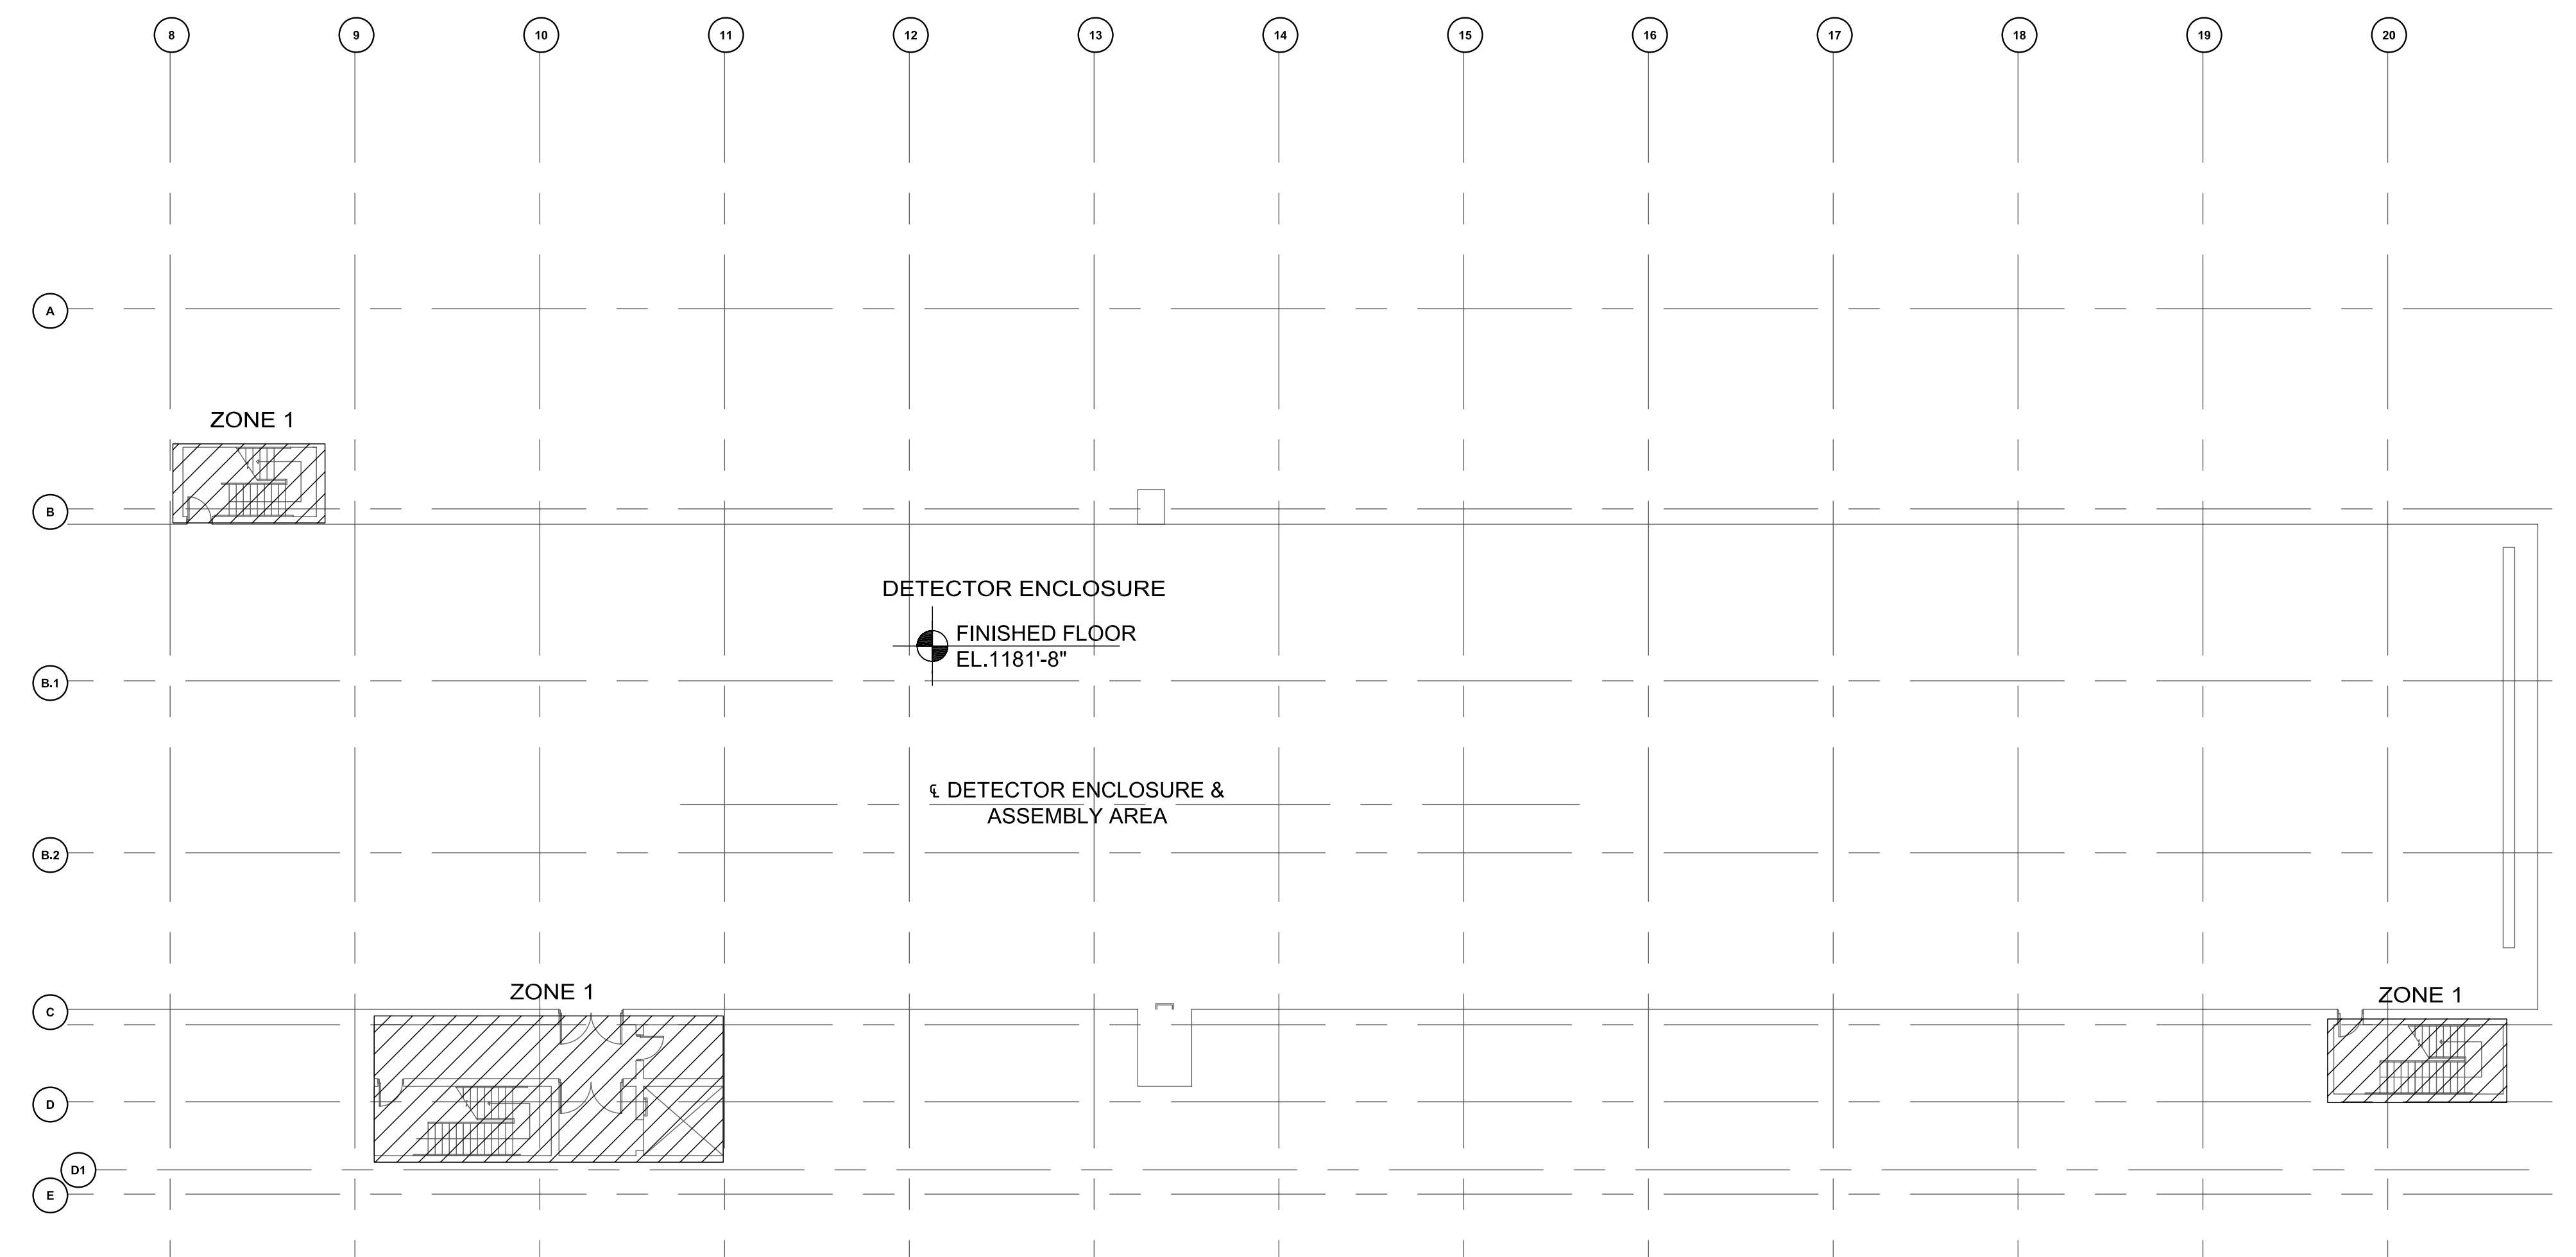 8 9 10 11 12 13 14 15 16 17 18 19 20
A
ZONE 1
B
DETECTOR ENCLOSURE
FINISHED FLOOR
EL.1181'-8"
B.1
℄ DETECTOR ENCLOSURE &
ASSEMBLY AREA
B.2
ZONE 1
ZONE 1
C
D
D1
E